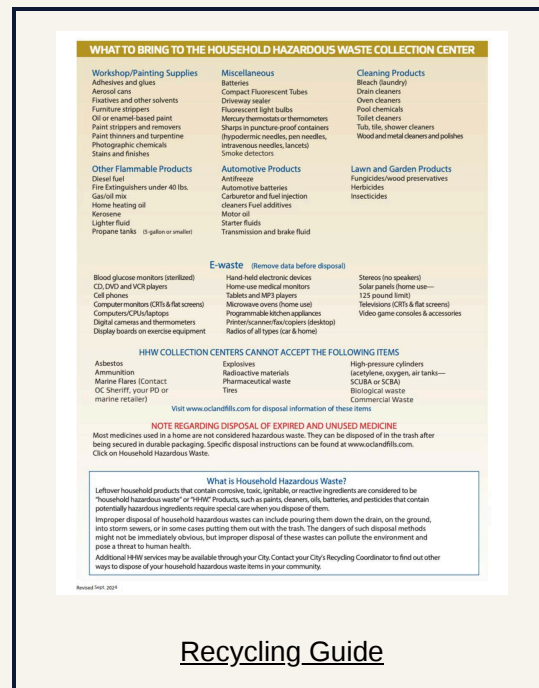 WHAT TO BRING TO THE HOUSEHOLD HAZARDOUS WASTE COLLECTION CENTER
Workshop/Painting Supplies
Adhesives and glues
Aerosol cans
Fixatives and other solvents
Furniture strippers
Oil or enamel-based paint
Paint strippers and removers
Paint thinners and turpentine
Photographic chemicals
Stains and finishes
Miscellaneous
Batteries
Compact Fluorescent Tubes
Driveway sealer
Fluorescent light bulbs
Mercury thermostats or thermometers
Sharps in puncture-proof containers
(hypodermic needles, pen needles,
intravenous needles, lancets)
Smoke detectors
Cleaning Products
Bleach (laundry)
Drain cleaners
Oven cleaners
Pool chemicals
Toilet cleaners
Tub, tile, shower cleaners
Wood and metal cleaners and polishes
Other Flammable Products
Diesel fuel
Fire Extinguishers under 40 lbs.
Gas/oil mix
Home heating oil
Kerosene
Lighter fluid
Propane tanks (5-gallon or smaller)
Automotive Products
Antifreeze
Automotive batteries
Carburetor and fuel injection
cleaners Fuel additives
Motor oil
Starter fluids
Transmission and brake fluid
Lawn and Garden Products
Fungicides/wood preservatives
Herbicides
Insecticides
E-waste (Remove data before disposal)
Blood glucose monitors (sterilized)
CD, DVD and VCR players
Cell phones
Computer monitors (CRTs & flat screens)
Computers/CPUs/laptops
Digital cameras and thermometers
Display boards on exercise equipment
Hand-held electronic devices
Home-use medical monitors
Tablets and MP3 players
Microwave ovens (home use)
Programmable kitchen appliances
Printer/scanner/fax/copiers (desktop)
Radios of all types (car & home)
Stereos (no speakers)
Solar panels (home use—
125 pound limit)
Televisions (CRTs & flat screens)
Video game consoles & accessories
HHW COLLECTION CENTERS CANNOT ACCEPT THE FOLLOWING ITEMS
Asbestos
Ammunition
Marine Flares (Contact
OC Sheriff, your PD or
marine retailer)
Explosives
Radioactive materials
Pharmaceutical waste
Tires
High-pressure cylinders
(acetylene, oxygen, air tanks—
SCUBA or SCBA)
Biological waste
Commercial Waste
Visit www.oclandfills.com for disposal information of these items
NOTE REGARDING DISPOSAL OF EXPIRED AND UNUSED MEDICINE
Most medicines used in a home are not considered hazardous waste. They can be disposed of in the trash after
being secured in durable packaging. Specific disposal instructions can be found at www.oclandfills.com.
Click on Household Hazardous Waste.
What is Household Hazardous Waste?
Leftover household products that contain corrosive, toxic, ignitable, or reactive ingredients are considered to be
"household hazardous waste" or "HHW." Products, such as paints, cleaners, oils, batteries, and pesticides that contain
potentially hazardous ingredients require special care when you dispose of them.
Improper disposal of household hazardous wastes can include pouring them down the drain, on the ground,
into storm sewers, or in some cases putting them out with the trash. The dangers of such disposal methods
might not be immediately obvious, but improper disposal of these wastes can pollute the environment and
pose a threat to human health.
Additional HHW services may be available through your City. Contact your City's Recycling Coordinator to find out other
ways to dispose of your household hazardous waste items in your community.
Revised Sept. 2024
Recycling Guide